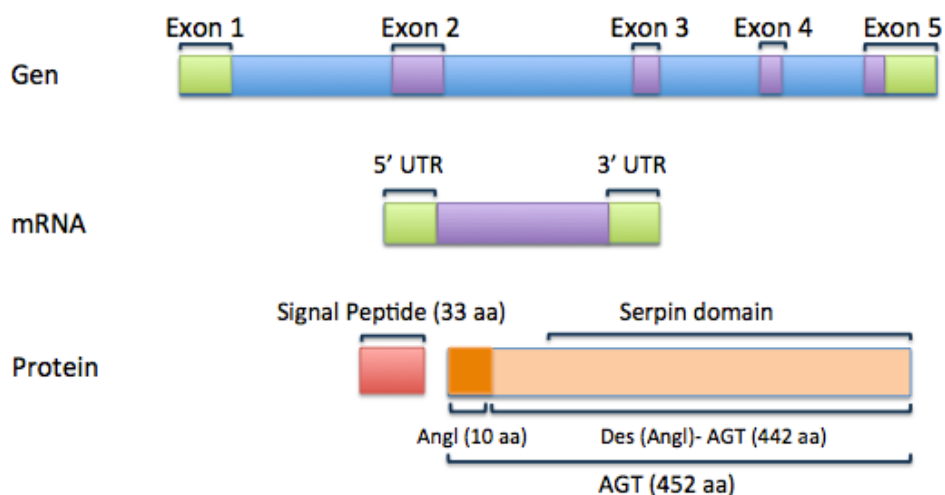 Exon 1 Exon 2 Exon 3 Exon 4 Exon 5
Gen
5’ UTR 3’ UTR
mRNA
Signal Peptide (33 aa) Serpin domain
Protein
AngI (10 aa) Des (AngI)- AGT (442 aa)
AGT (452 aa)